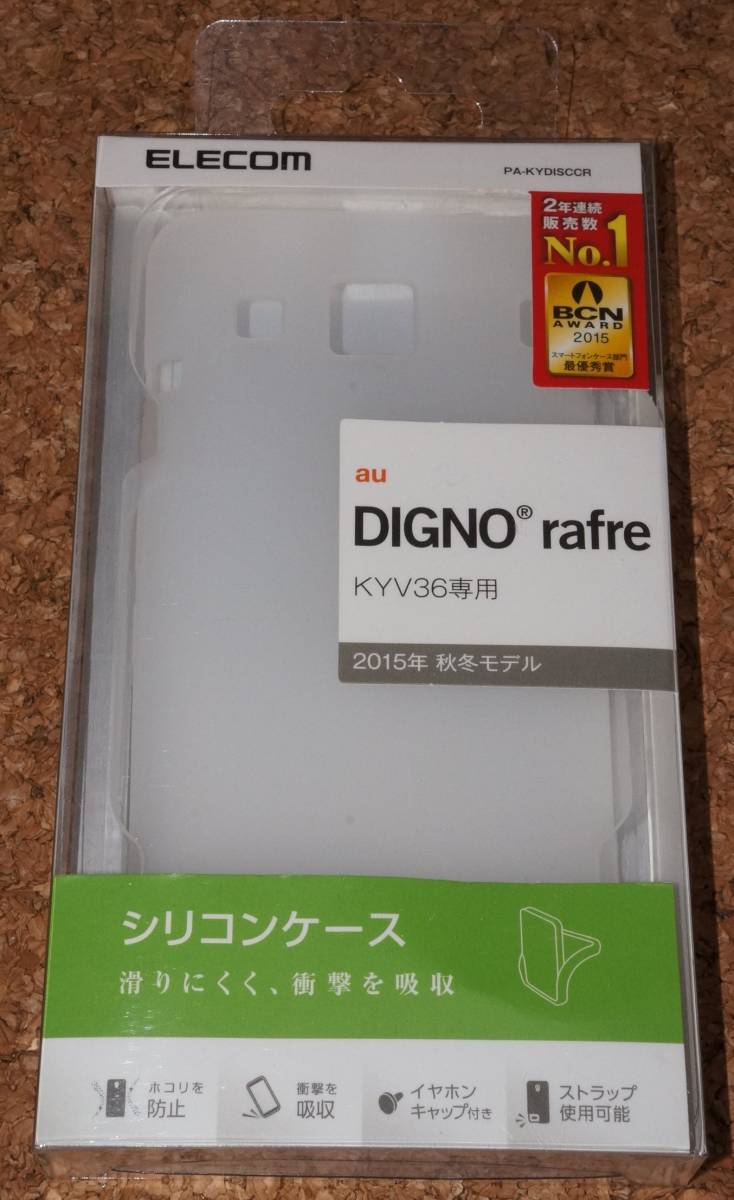 ELECOM
PA-KYDISCCR
2年連続
販売数
No.1
BCN
AWARD
2015
スマートフォンケース部門
最優秀賞
au
DIGNO® rafre
KYV36専用
2015年 秋冬モデル
シリコンケース
滑りにくく、衝撃を吸収
ホコリを
防止
衝撃を
吸収
イヤホン
キャップ付き
ストラップ
使用可能